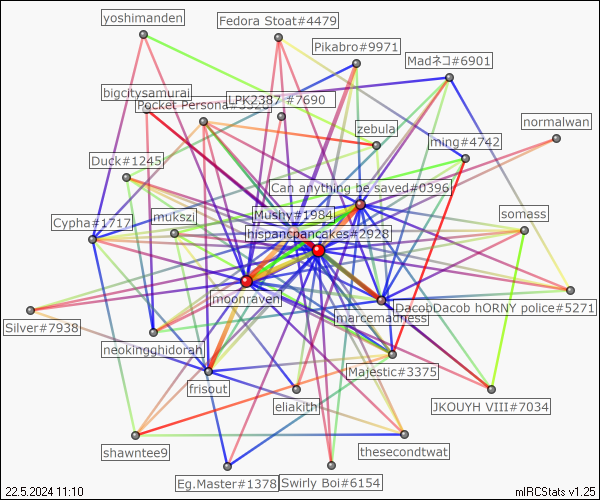 yoshimanden
Fedora Stoat#4479
Pikabro#9971
Madネコ#6901
bigcitysamurai
Pocket Persona#
LPK2387 #7690
normalwan
zebula
ming#4742
Duck#1245
Can anything be saved#0396
Cypha#1717
mukszi
Mushy#1984
somass
hispanicpancakes#2928
moonraven
DacobDacob hORNY police#5271
marcemadness
Silver#7938
neokingghidorah
Majestic#3375
frisout
eliakith
JKOUYH VIII#7034
shawntee9
thesecondtwat
Eg.Master#1378
Swirly Boi#6154
22.5.2024 11:10
mIRCStats v1.25